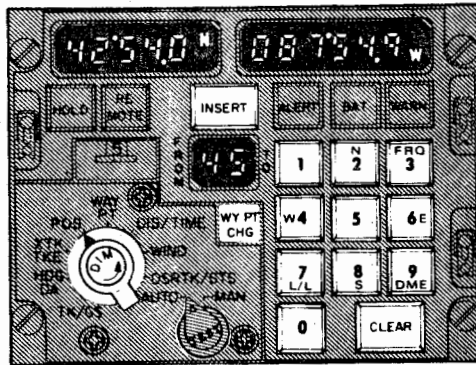 42°54.0 N
087°54.9 W
HOLD
RE
MOTE
INSERT
ALERT
BAT
WARN
5
FROM
45
1
N
2
FRQ
3
WAY
PT
POS
DIS/TIME
WY PT
CHG
W4
5
6E
XTK
TKE
WIND
DIM
HDG
DA
DSRTK/STS
7
L/L
8
S
9
DME
TK/GS
AUTO
MAN
0
CLEAR